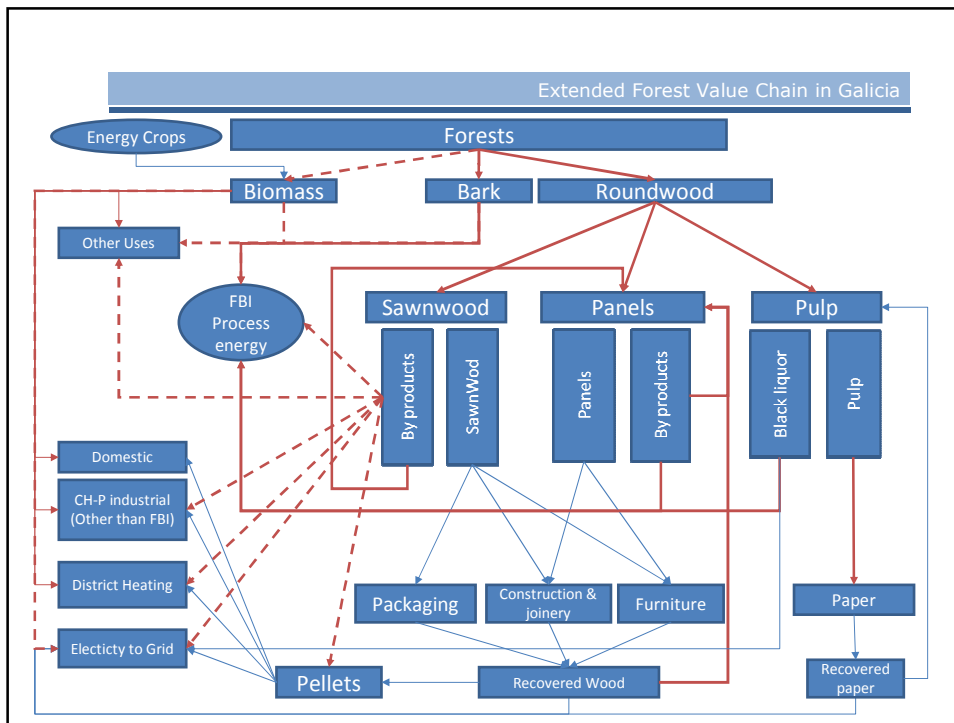 Extended Forest Value Chain in Galicia
Energy Crops
Forests
Biomass
Bark
Roundwood
Other Uses
FBI
Process
energy
Sawnwood
Panels
Pulp
By products
SawnWod
Panels
By products
Black liquor
Pulp
Domestic
CH-P industrial
(Other than FBI)
District Heating
Electicty to Grid
Packaging
Construction &
joinery
Furniture
Paper
Pellets
Recovered Wood
Recovered
paper